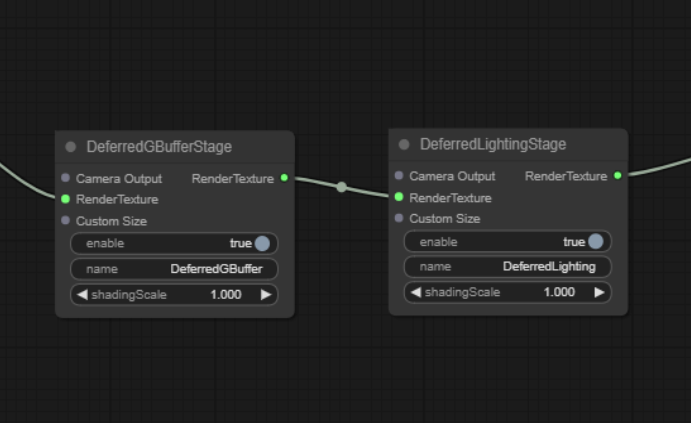 DeferredGBufferStage
Camera Output RenderTexture
RenderTexture
Custom Size
enable true
name DeferredGBuffer
shadingScale 1.000
DeferredLightingStage
Camera Output RenderTexture
RenderTexture
Custom Size
enable true
name DeferredLighting
shadingScale 1.000